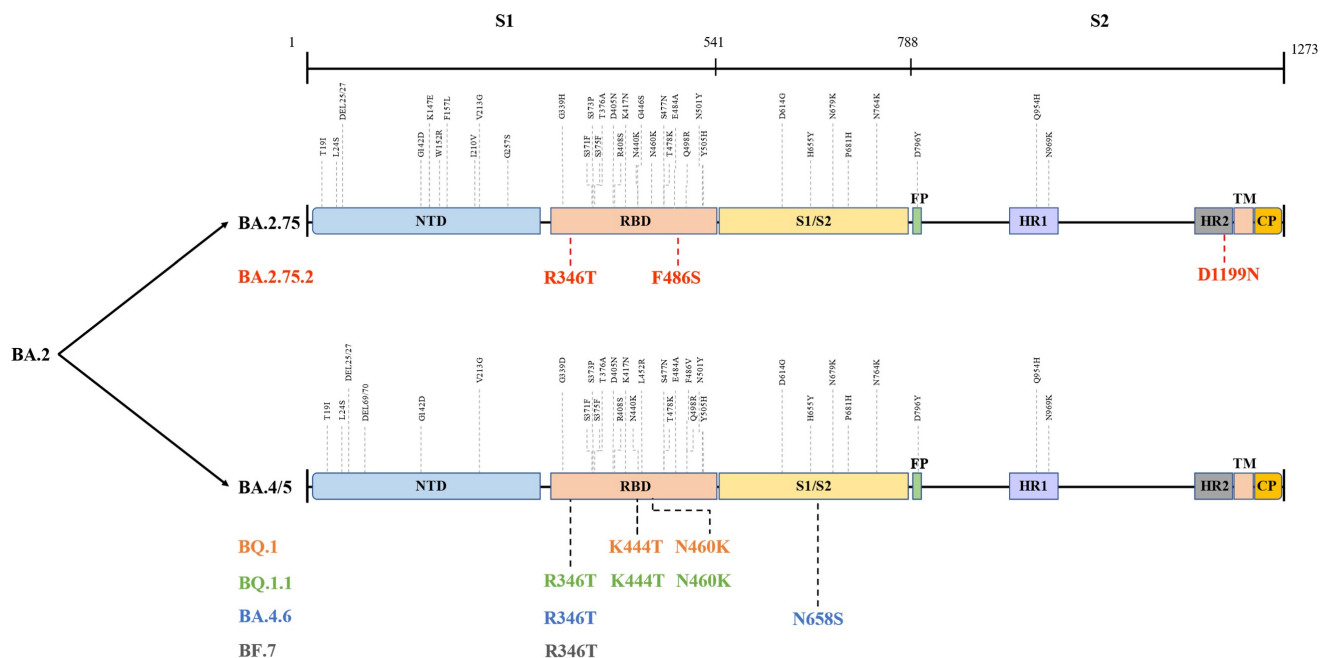 S1 S2
1 541 788 1273
T19I L24S DEL25/27 G142D K147E W152R F157L I210V V213G G257S G339H S371F S373P S375F T376A D405N R408S K417N N440K G446S N460K S477N T478K E484A Q498R N501Y Y505H D614G H655Y N679K P681H N764K D796Y Q954H N969K
FP TM
BA.2.75 NTD RBD S1/S2 HR1 HR2 CP
BA.2.75.2 R346T F486S D1199N
BA.2
T19I L24S DEL25/27 DEL69/70 G142D V213G G339D S371F S373P S375F T376A D405N R408S K417N N440K L452R S477N T478K E484A F486V Q498R N501Y Y505H D614G H655Y N679K P681H N764K D796Y Q954H N969K
FP TM
BA.4/5 NTD RBD S1/S2 HR1 HR2 CP
BQ.1 K444T N460K
BQ.1.1 R346T K444T N460K
BA.4.6 R346T N658S
BF.7 R346T